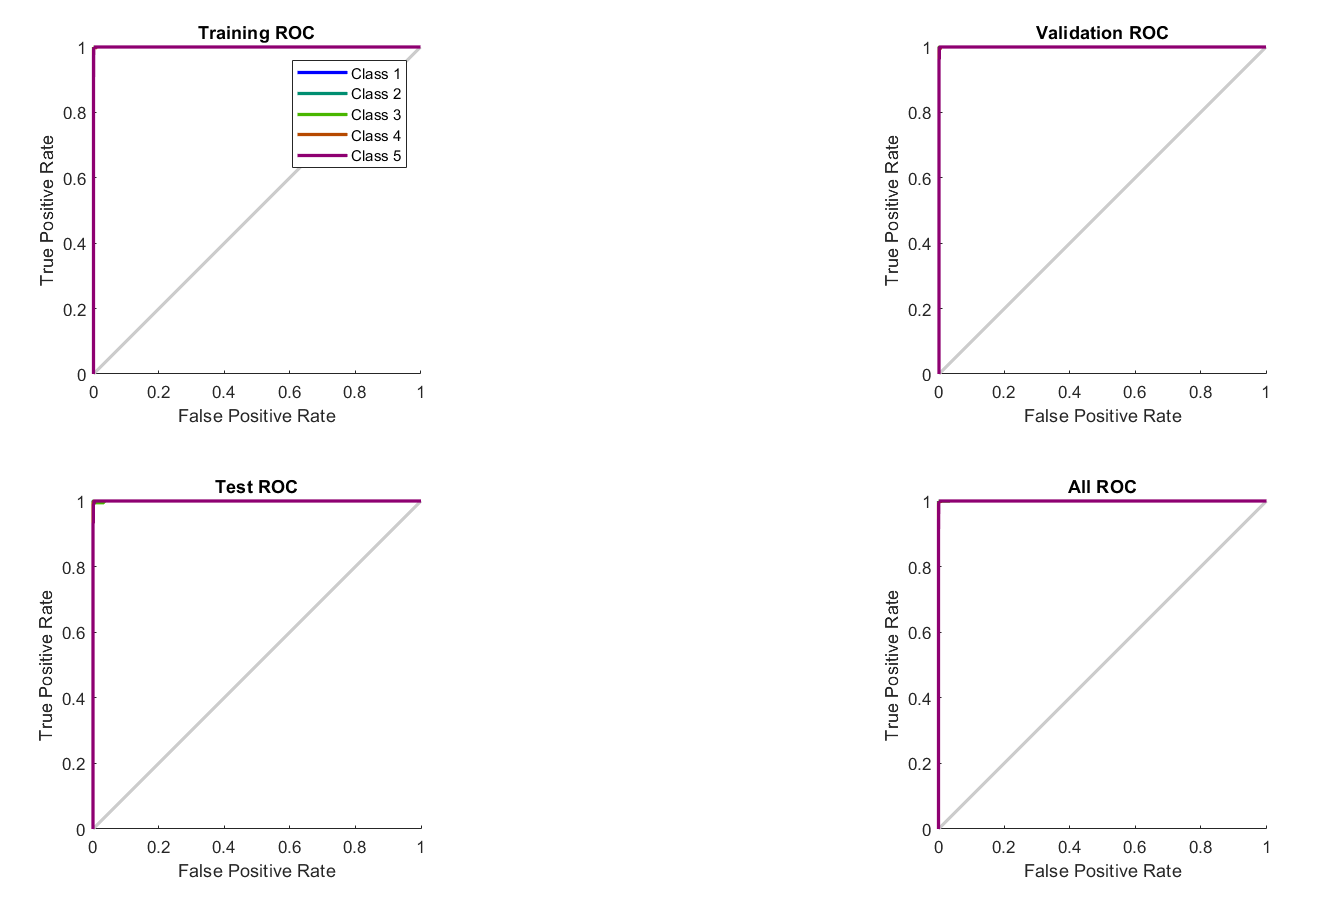 Training ROC
1
0.8
0.6
0.4
0.2
0
True Positive Rate
Class 1
Class 2
Class 3
Class 4
Class 5
0 0.2 0.4 0.6 0.8 1
False Positive Rate
Validation ROC
1
0.8
0.6
0.4
0.2
0
True Positive Rate
0 0.2 0.4 0.6 0.8 1
False Positive Rate
Test ROC
1
0.8
0.6
0.4
0.2
0
True Positive Rate
0 0.2 0.4 0.6 0.8 1
False Positive Rate
All ROC
1
0.8
0.6
0.4
0.2
0
True Positive Rate
0 0.2 0.4 0.6 0.8 1
False Positive Rate